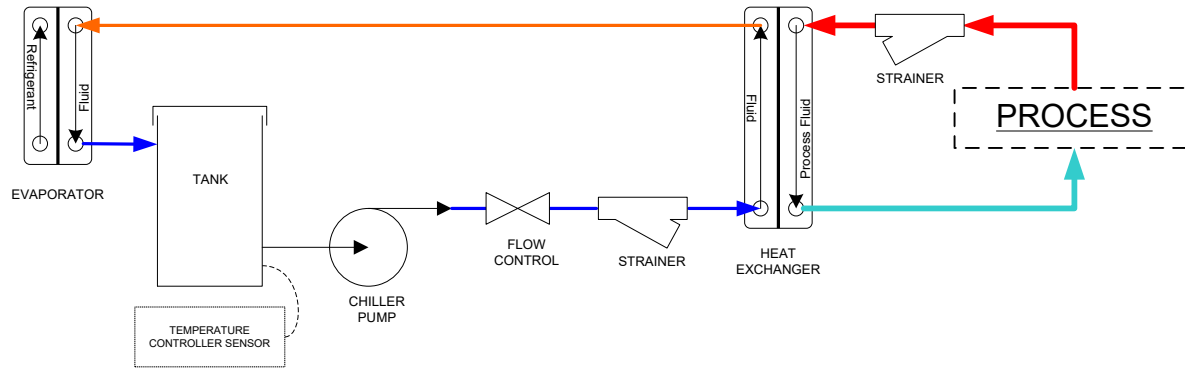 Refrigerant
Fluid
EVAPORATOR
TANK
TEMPERATURE
CONTROLLER SENSOR
CHILLER
PUMP
FLOW
CONTROL
STRAINER
Fluid
Process Fluid
HEAT
EXCHANGER
STRAINER
PROCESS